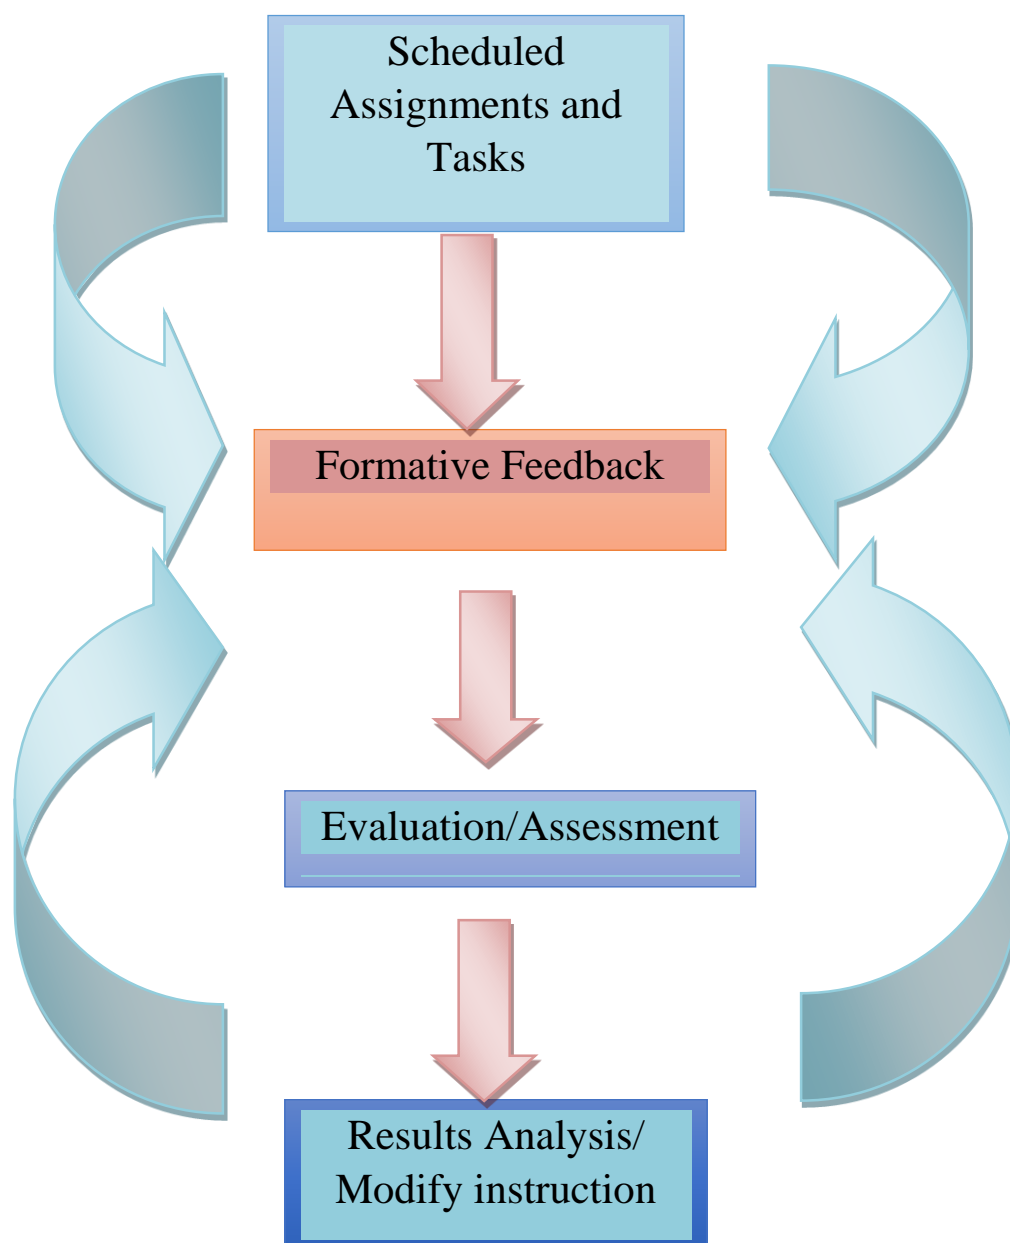 Scheduled
Assignments and
Tasks
Formative Feedback
Evaluation/Assessment
Results Analysis/
Modify instruction